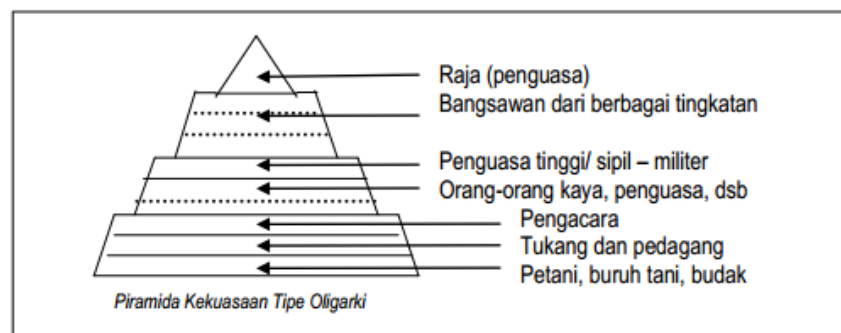 Raja (penguasa)
Bangsawan dari berbagai tingkatan
Penguasa tinggi/ sipil – militer
Orang-orang kaya, penguasa, dsb
Pengacara
Tukang dan pedagang
Petani, buruh tani, budak
Piramida Kekuasaan Tipe Oligarki